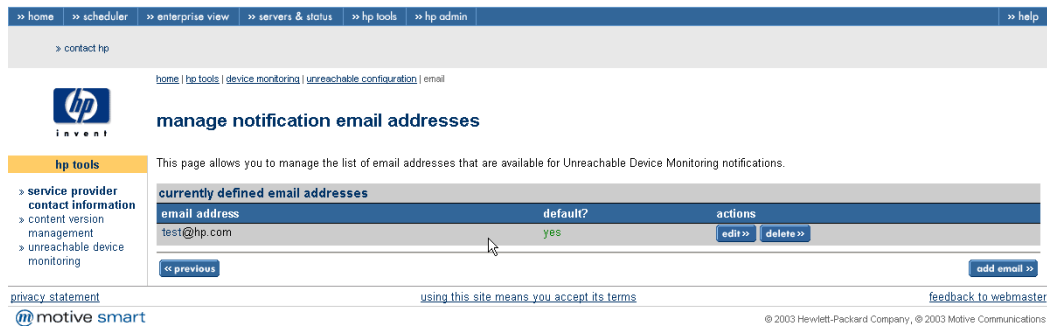 » home » scheduler » enterprise view » servers & status » hp tools » hp admin » help
» contact hp
home | hp tools | device monitoring | unreachable configuration | email
hp
invent
manage notification email addresses
hp tools
This page allows you to manage the list of email addresses that are available for Unreachable Device Monitoring notifications.
» service provider
contact information
» content version
management
» unreachable device
monitoring
currently defined email addresses
email address default? actions
test@hp.com yes edit » delete »
« previous add email »
privacy statement using this site means you accept its terms feedback to webmaster
m motive smart © 2003 Hewlett-Packard Company, © 2003 Motive Communications